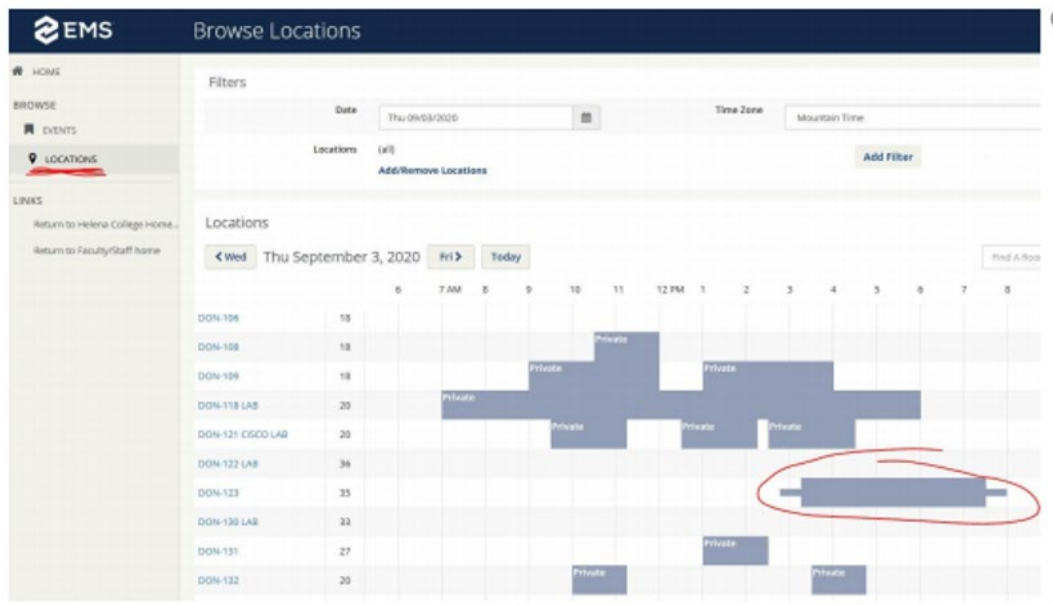 EMS Browse Locations
HOME
BROWSE
EVENTS
LOCATIONS
LINKS
Return to Helena College Home...
Return to Faculty/Staff home
Filters
Date Thu 09/03/2020 Time Zone Mountain Time
Locations (all) Add Filter
Add/Remove Locations
Locations
Wed Thu September 3, 2020 Fri Today Find A Roo
6 7 AM 8 9 10 11 12 PM 1 2 3 4 5 6 7 8
DON-106 18
DON-108 18 Private
DON-109 18 Private Private
DON-118 LAB 20 Private
DON-121 CISCO LAB 20 Private Private Private
DON-122 LAB 36
DON-123 35
DON-130 LAB 33
DON-131 27 Private
DON-132 20 Private Private